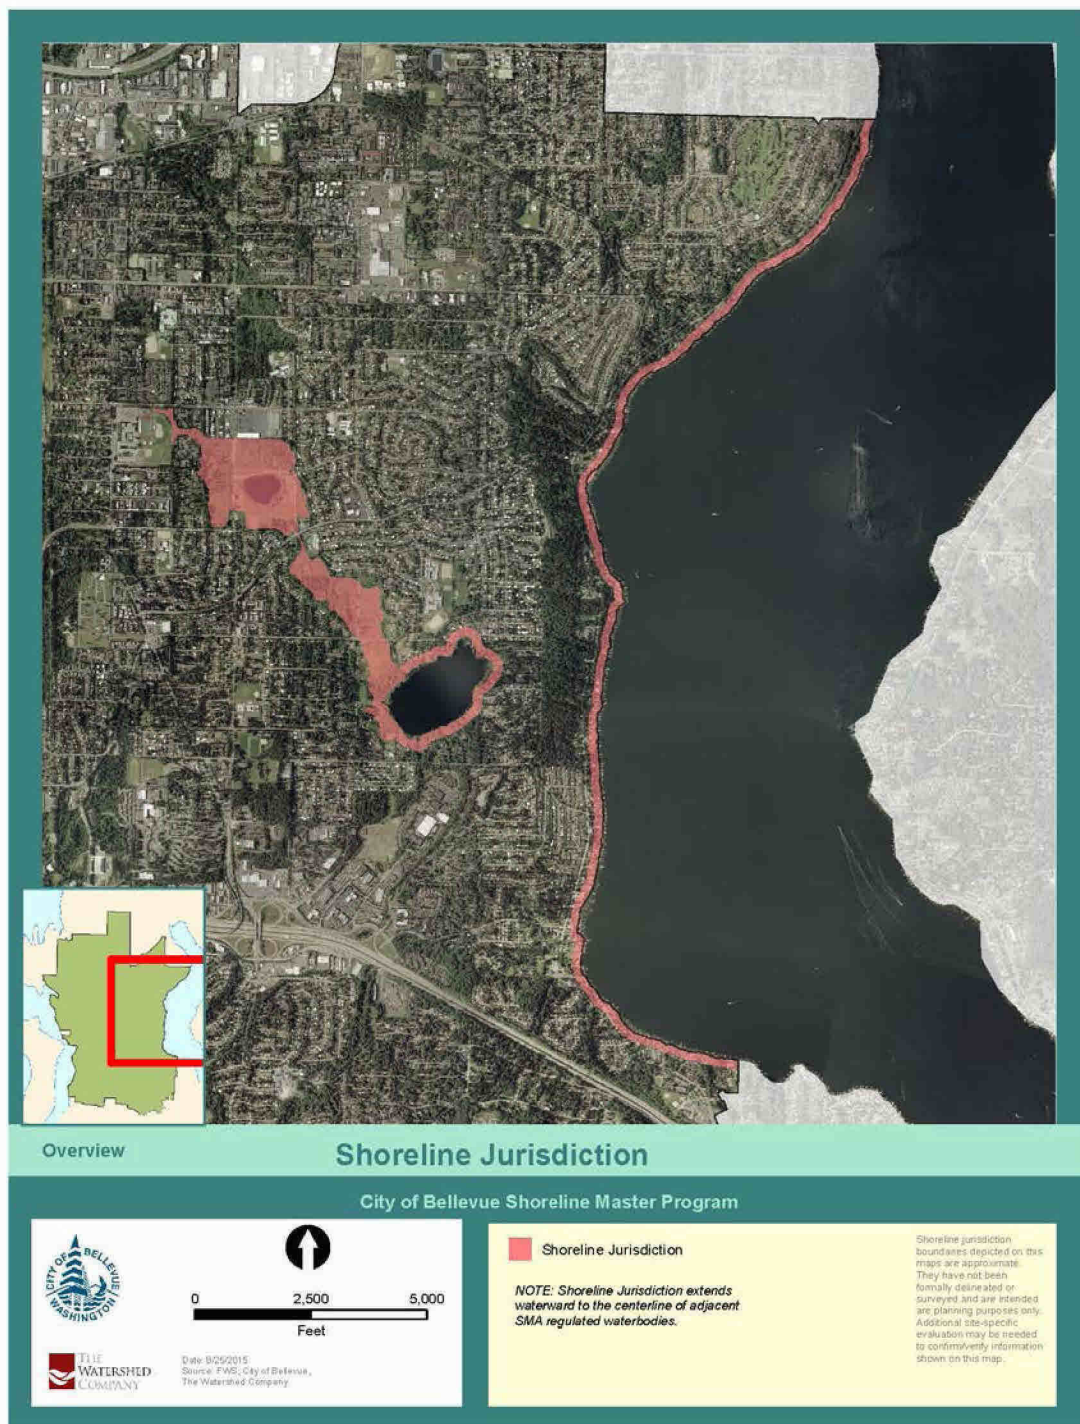 Overview
Shoreline Jurisdiction
City of Bellevue Shoreline Master Program
CITY OF BELLEVUE
WASHINGTON
0 2,500 5,000
Feet
THE
WATERSHED
COMPANY
Date: 8/25/2015
Source: FWS, City of Bellevue,
The Watershed Company
Shoreline Jurisdiction
NOTE: Shoreline Jurisdiction extends
waterward to the centerline of adjacent
SMA regulated waterbodies.
Shoreline jurisdiction
boundaries depicted on this
maps are approximate.
They have not been
formally delineated or
surveyed and are intended
are planning purposes only.
Additional site-specific
evaluation may be needed
to confirm/verify information
shown on this map.